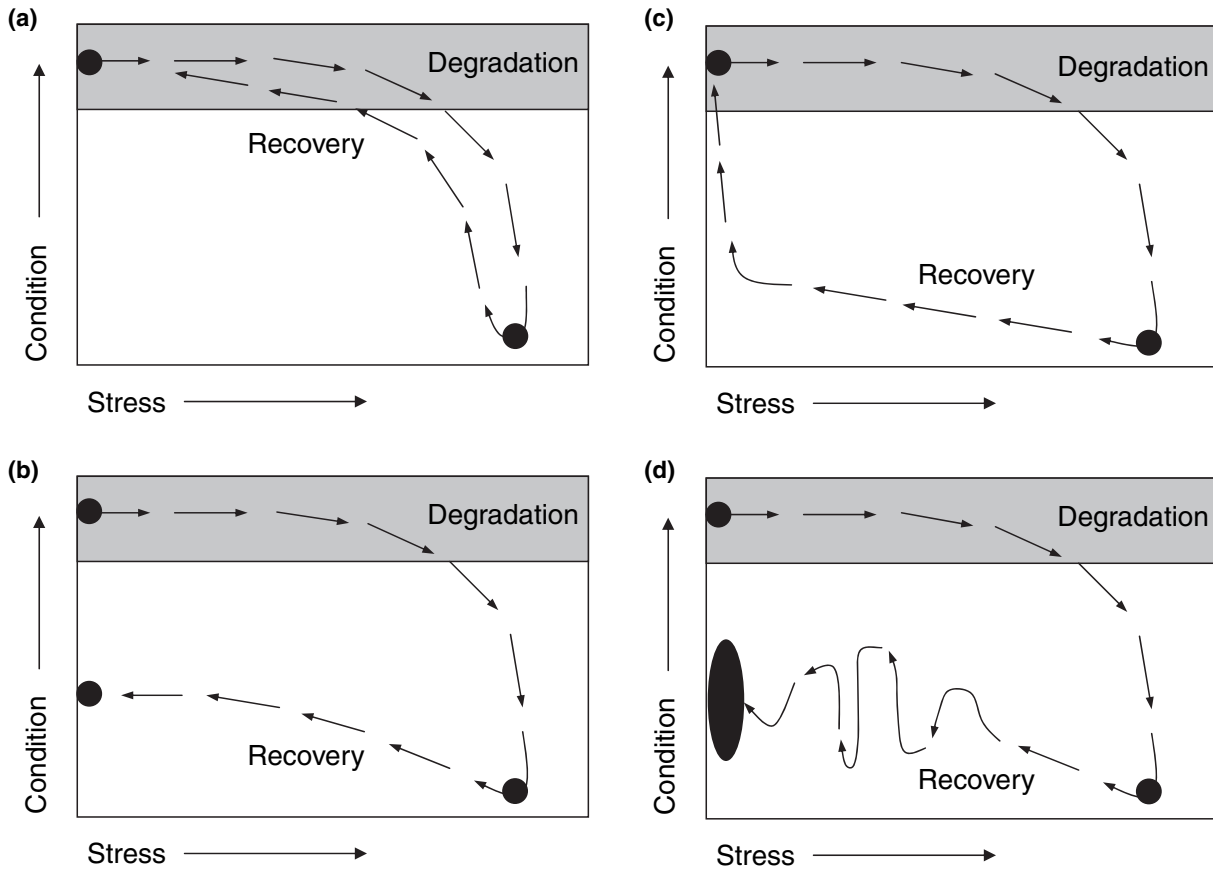 (a)
Degradation
Recovery
Condition
Stress
(c)
Degradation
Recovery
Condition
Stress
(b)
Degradation
Recovery
Condition
Stress
(d)
Degradation
Recovery
Condition
Stress